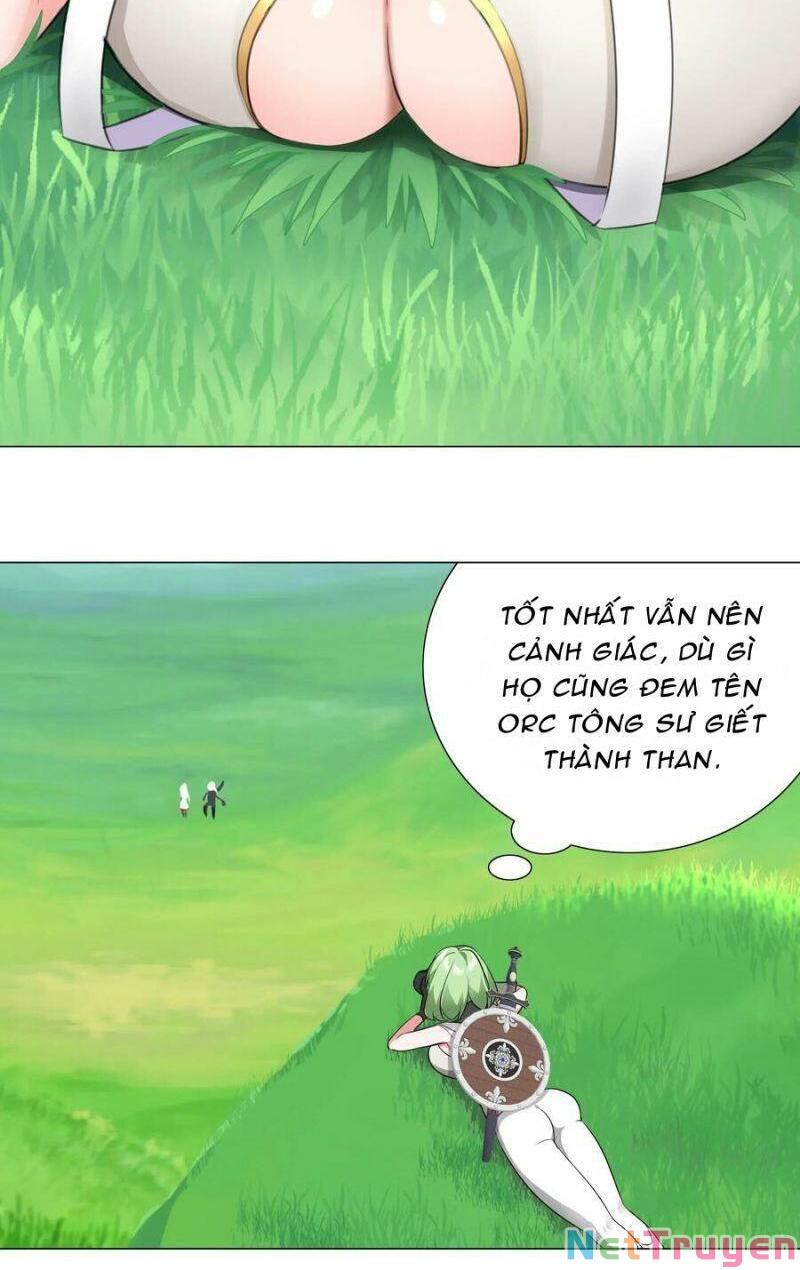 TỐT NHẤT VẪN NÊN
CẢNH GIÁC, DÙ GÌ
HỌ CŨNG ĐEM TÊN
ORC TÔNG SƯ GIẾT
THÀNH THAN.
NetTruyen